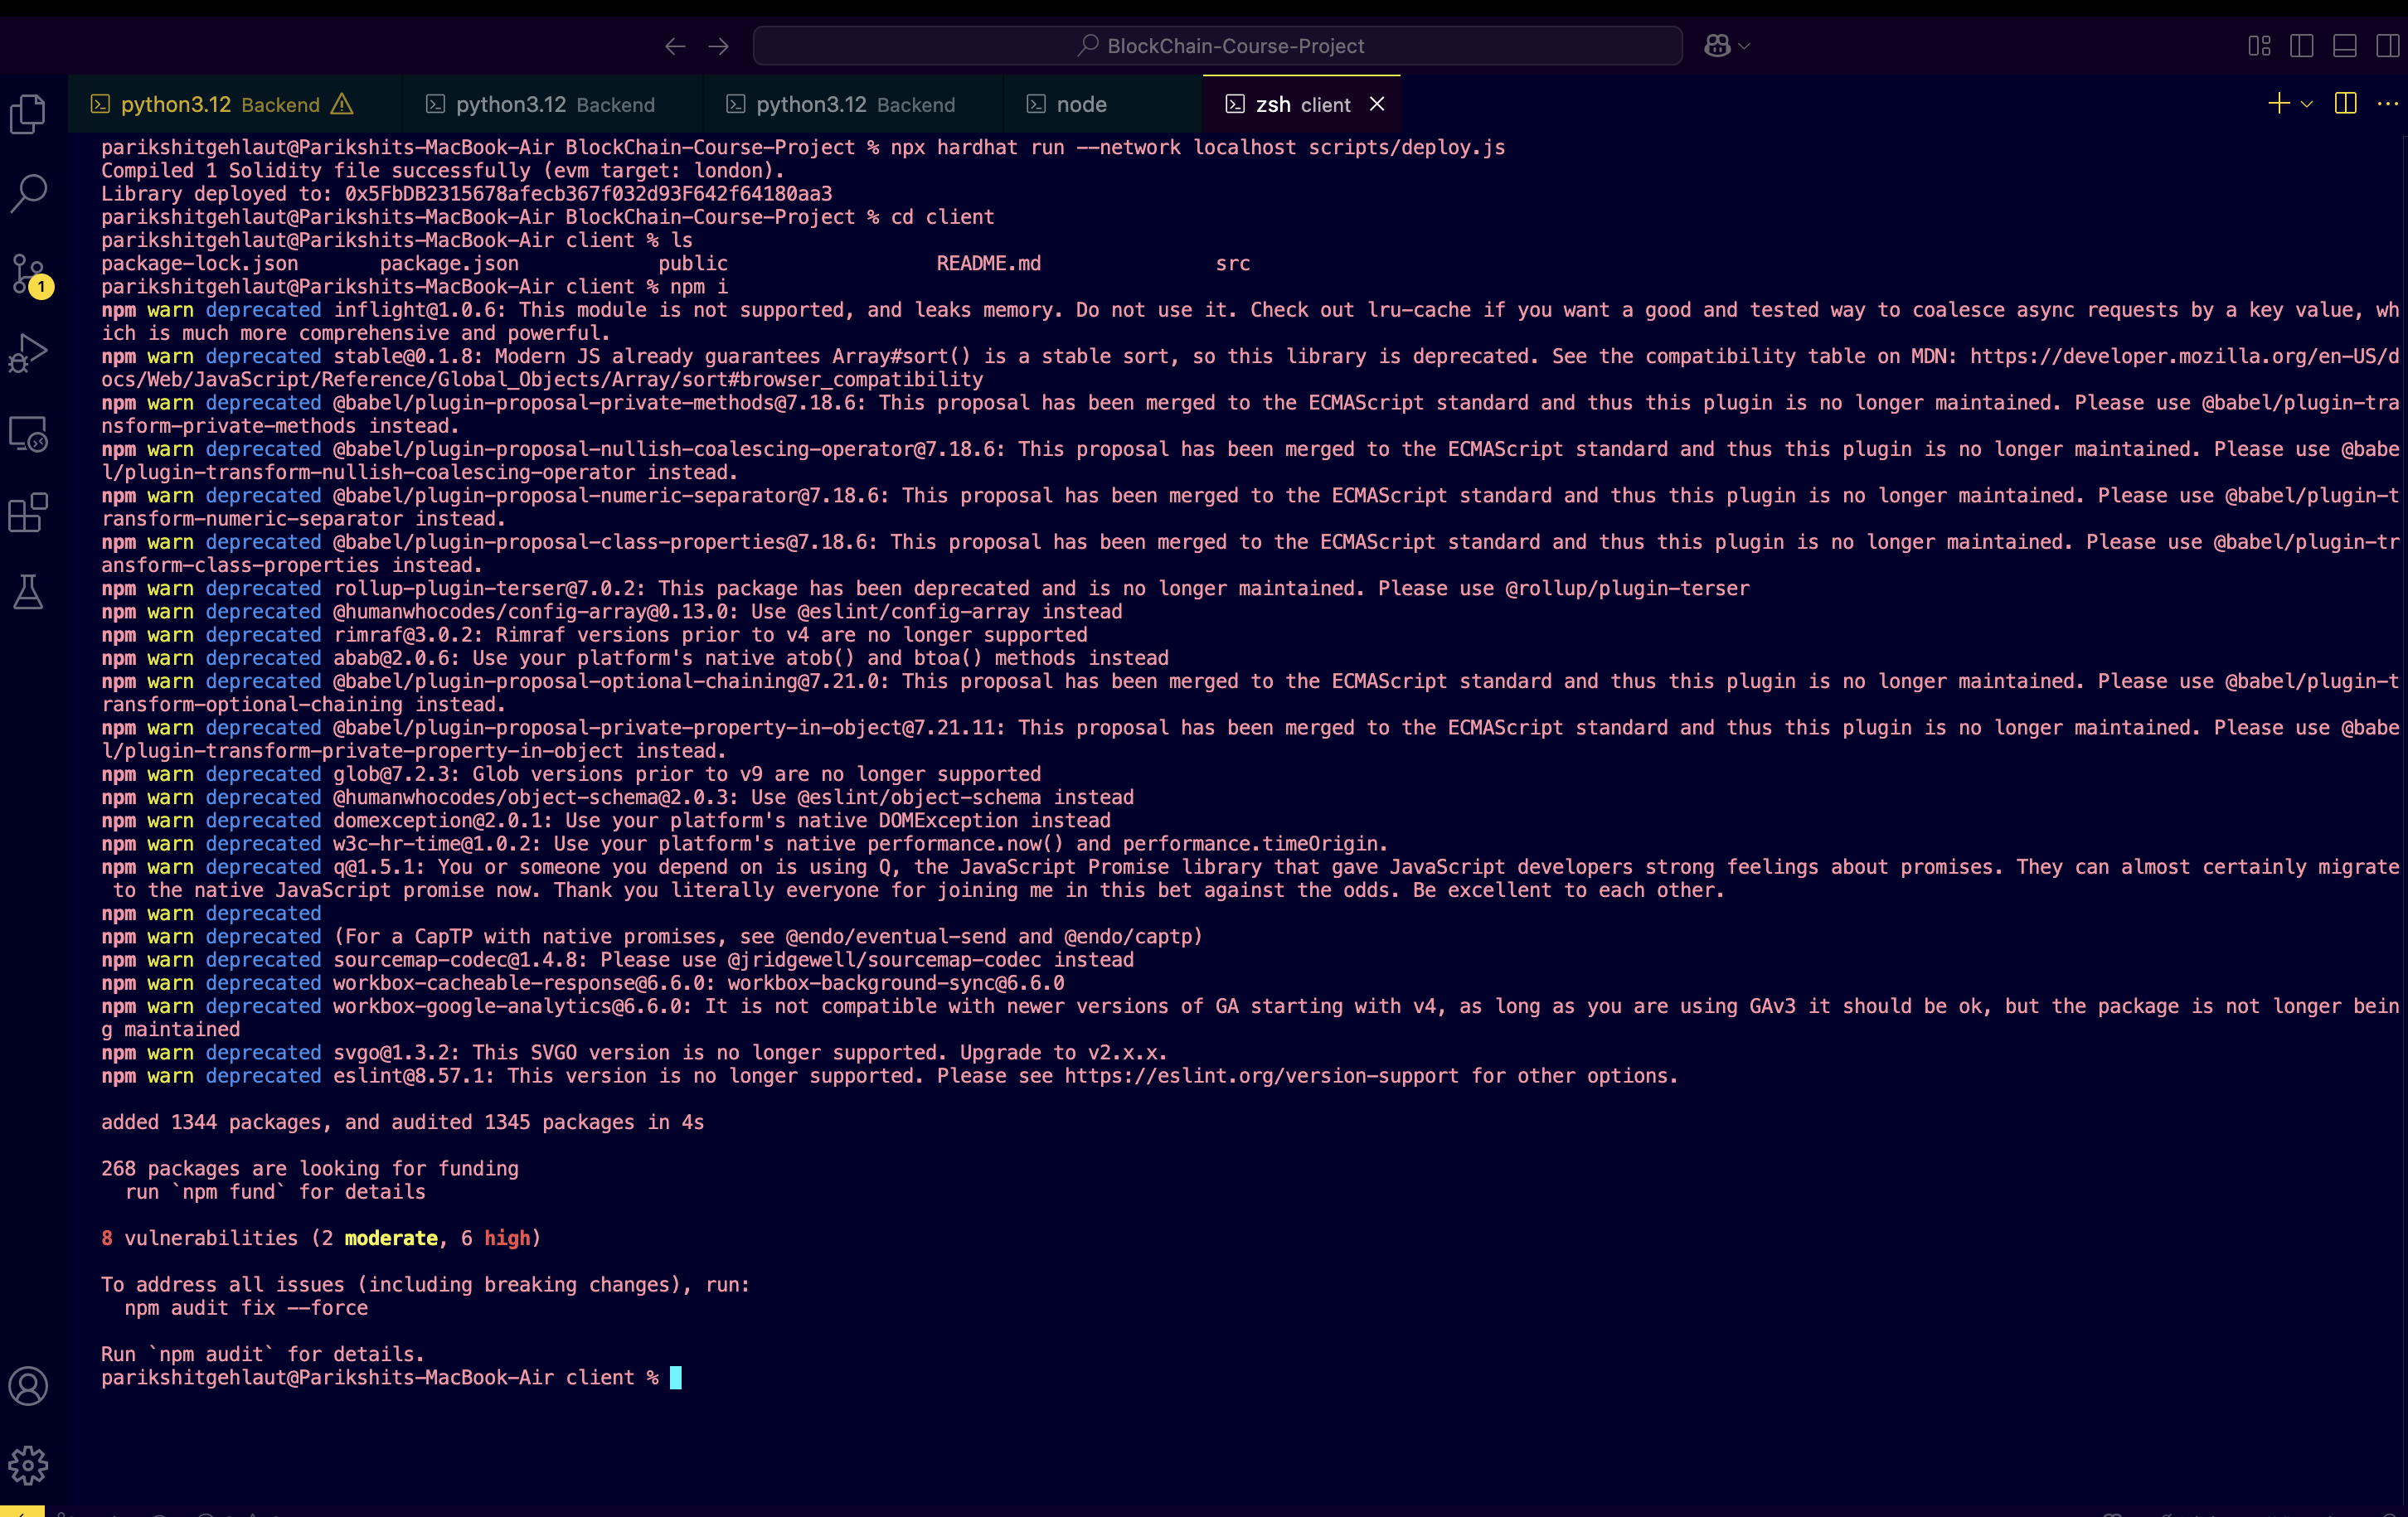 BlockChain-Course-Project
python3.12 Backend python3.12 Backend python3.12 Backend node zsh client
parikshitgehlaut@Parikshits-MacBook-Air BlockChain-Course-Project % npx hardhat run --network localhost scripts/deploy.js
Compiled 1 Solidity file successfully (evm target: london).
Library deployed to: 0x5FbDB2315678afecb367f032d93F642f64180aa3
parikshitgehlaut@Parikshits-MacBook-Air BlockChain-Course-Project % cd client
parikshitgehlaut@Parikshits-MacBook-Air client % ls
package-lock.json package.json public README.md src
parikshitgehlaut@Parikshits-MacBook-Air client % npm i
npm warn deprecated inflight@1.0.6: This module is not supported, and leaks memory. Do not use it. Check out lru-cache if you want a good and tested way to coalesce async requests by a key value, wh
ich is much more comprehensive and powerful.
npm warn deprecated stable@0.1.8: Modern JS already guarantees Array#sort() is a stable sort, so this library is deprecated. See the compatibility table on MDN: https://developer.mozilla.org/en-US/d
ocs/Web/JavaScript/Reference/Global_Objects/Array/sort#browser_compatibility
npm warn deprecated @babel/plugin-proposal-private-methods@7.18.6: This proposal has been merged to the ECMAScript standard and thus this plugin is no longer maintained. Please use @babel/plugin-tra
nsform-private-methods instead.
npm warn deprecated @babel/plugin-proposal-nullish-coalescing-operator@7.18.6: This proposal has been merged to the ECMAScript standard and thus this plugin is no longer maintained. Please use @babe
l/plugin-transform-nullish-coalescing-operator instead.
npm warn deprecated @babel/plugin-proposal-numeric-separator@7.18.6: This proposal has been merged to the ECMAScript standard and thus this plugin is no longer maintained. Please use @babel/plugin-t
ransform-numeric-separator instead.
npm warn deprecated @babel/plugin-proposal-class-properties@7.18.6: This proposal has been merged to the ECMAScript standard and thus this plugin is no longer maintained. Please use @babel/plugin-tr
ansform-class-properties instead.
npm warn deprecated rollup-plugin-terser@7.0.2: This package has been deprecated and is no longer maintained. Please use @rollup/plugin-terser
npm warn deprecated @humanwhocodes/config-array@0.13.0: Use @eslint/config-array instead
npm warn deprecated rimraf@3.0.2: Rimraf versions prior to v4 are no longer supported
npm warn deprecated abab@2.0.6: Use your platform's native atob() and btoa() methods instead
npm warn deprecated @babel/plugin-proposal-optional-chaining@7.21.0: This proposal has been merged to the ECMAScript standard and thus this plugin is no longer maintained. Please use @babel/plugin-t
ransform-optional-chaining instead.
npm warn deprecated @babel/plugin-proposal-private-property-in-object@7.21.11: This proposal has been merged to the ECMAScript standard and thus this plugin is no longer maintained. Please use @babe
l/plugin-transform-private-property-in-object instead.
npm warn deprecated glob@7.2.3: Glob versions prior to v9 are no longer supported
npm warn deprecated @humanwhocodes/object-schema@2.0.3: Use @eslint/object-schema instead
npm warn deprecated domexception@2.0.1: Use your platform's native DOMException instead
npm warn deprecated w3c-hr-time@1.0.2: Use your platform's native performance.now() and performance.timeOrigin.
npm warn deprecated q@1.5.1: You or someone you depend on is using Q, the JavaScript Promise library that gave JavaScript developers strong feelings about promises. They can almost certainly migrate
to the native JavaScript promise now. Thank you literally everyone for joining me in this bet against the odds. Be excellent to each other.
npm warn deprecated
npm warn deprecated (For a CapTP with native promises, see @endo/eventual-send and @endo/captp)
npm warn deprecated sourcemap-codec@1.4.8: Please use @jridgewell/sourcemap-codec instead
npm warn deprecated workbox-cacheable-response@6.6.0: workbox-background-sync@6.6.0
npm warn deprecated workbox-google-analytics@6.6.0: It is not compatible with newer versions of GA starting with v4, as long as you are using GAv3 it should be ok, but the package is not longer bein
g maintained
npm warn deprecated svgo@1.3.2: This SVGO version is no longer supported. Upgrade to v2.x.x.
npm warn deprecated eslint@8.57.1: This version is no longer supported. Please see https://eslint.org/version-support for other options.
added 1344 packages, and audited 1345 packages in 4s
268 packages are looking for funding
run `npm fund` for details
8 vulnerabilities (2 moderate, 6 high)
To address all issues (including breaking changes), run:
npm audit fix --force
Run `npm audit` for details.
parikshitgehlaut@Parikshits-MacBook-Air client %
1